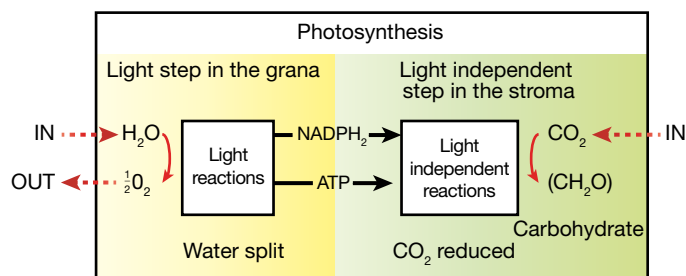 Photosynthesis
Light step in the grana
Light independent
step in the stroma
IN
H₂O
NADPH₂
CO₂
IN
Light
reactions
Light
independent
reactions
OUT
½0₂
ATP
(CH₂O)
Carbohydrate
Water split
CO₂ reduced